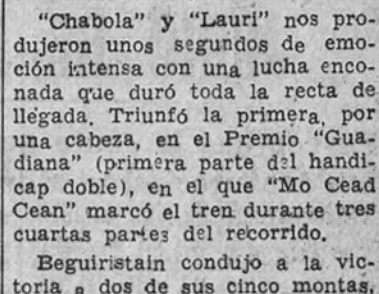 "Chabola" y "Lauri" nos pro-
dujeron unos segundos de emo-
ción intensa con una lucha enco-
nada que duró toda la recta de
llegada. Triunfó la primera, por
una cabeza, en el Premio "Gua-
diana" (primera parte del handi-
cap doble), en el que "Mo Cead
Cean" marcó el tren durante tres
cuartas partes del recorrido.
Beguiristain condujo a la vic-
toria a dos de sus cinco montas,